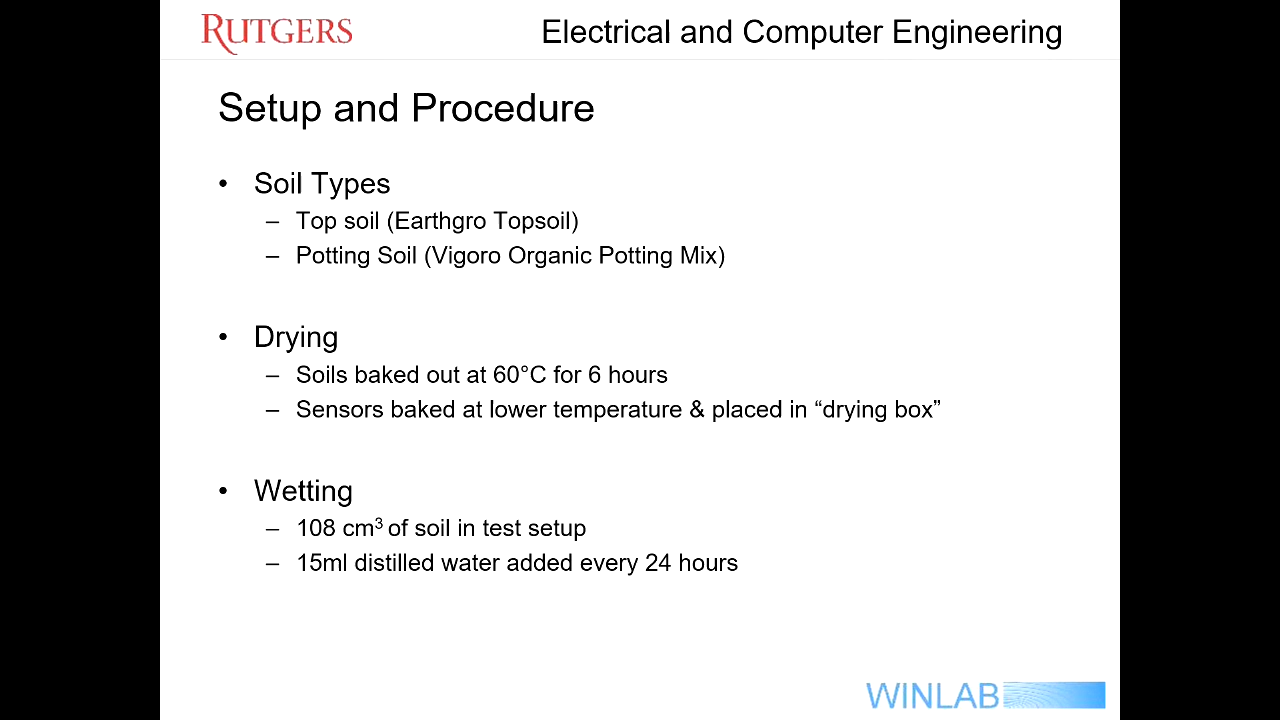 RUTGERS
Electrical and Computer Engineering
Setup and Procedure
• Soil Types
– Top soil (Earthgro Topsoil)
– Potting Soil (Vigoro Organic Potting Mix)
• Drying
– Soils baked out at 60°C for 6 hours
– Sensors baked at lower temperature & placed in “drying box”
• Wetting
– 108 cm³ of soil in test setup
– 15ml distilled water added every 24 hours
WINLAB